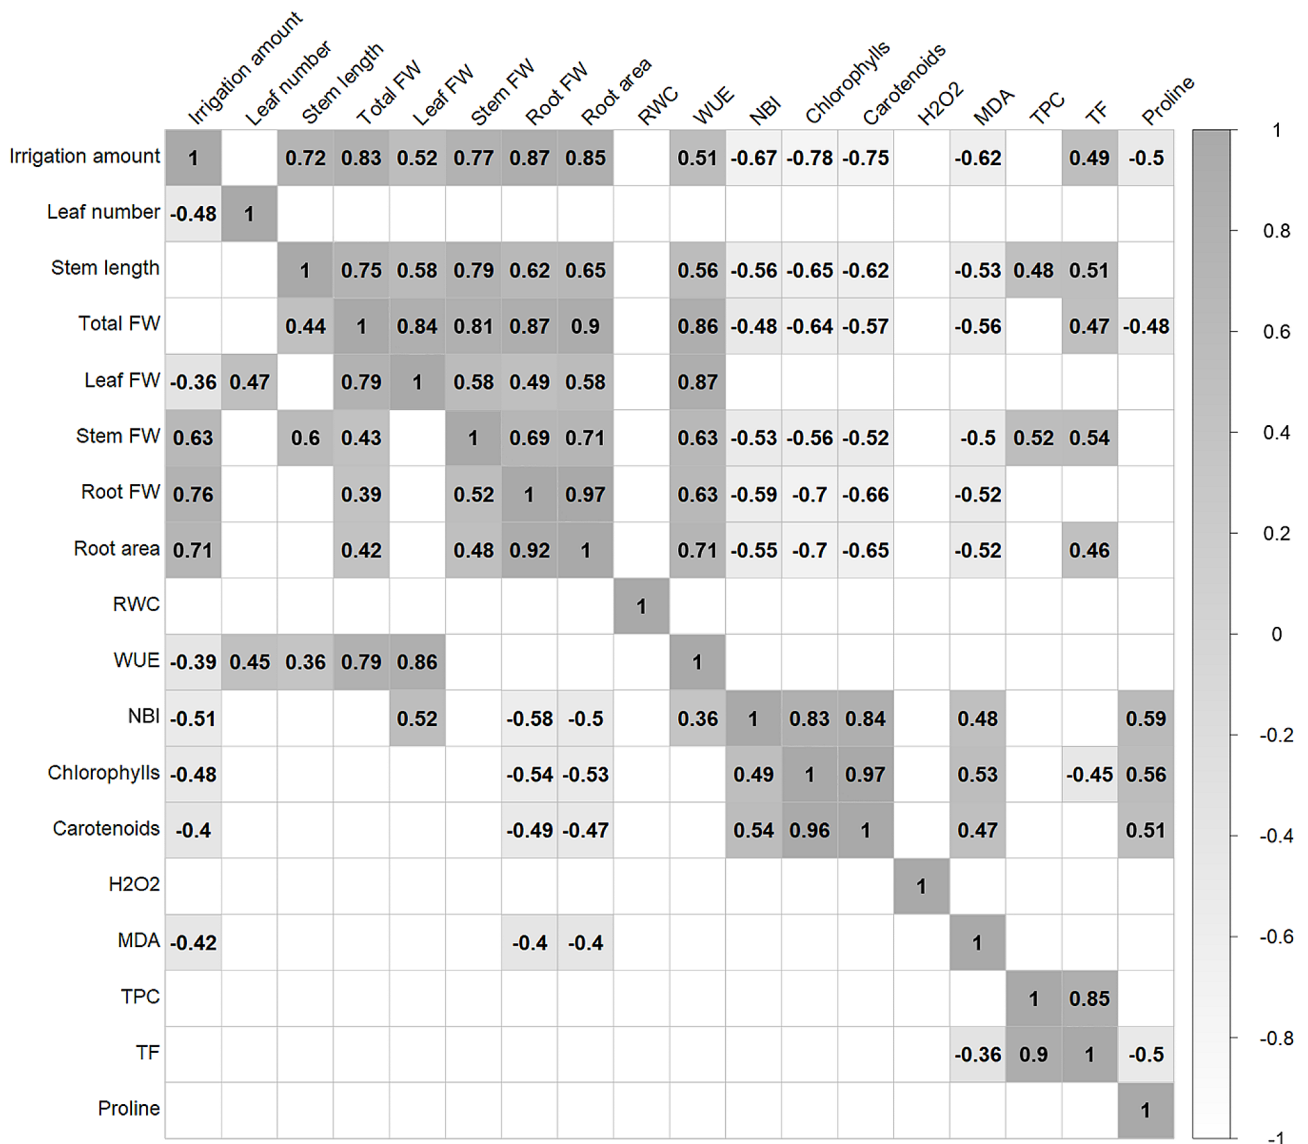 Irrigation amount
Leaf number
Stem length
Total FW
Leaf FW
Stem FW
Root FW
Root area
RWC
WUE
NBI
Chlorophylls
Carotenoids
H2O2
MDA
TPC
TF
Proline
Irrigation amount 1 0.72 0.83 0.52 0.77 0.87 0.85 0.51 -0.67 -0.78 -0.75 -0.62 0.49 -0.5
Leaf number -0.48 1
Stem length 1 0.75 0.58 0.79 0.62 0.65 0.56 -0.56 -0.65 -0.62 -0.53 0.48 0.51
Total FW 0.44 1 0.84 0.81 0.87 0.9 0.86 -0.48 -0.64 -0.57 -0.56 0.47 -0.48
Leaf FW -0.36 0.47 0.79 1 0.58 0.49 0.58 0.87
Stem FW 0.63 0.6 0.43 1 0.69 0.71 0.63 -0.53 -0.56 -0.52 -0.5 0.52 0.54
Root FW 0.76 0.39 0.52 1 0.97 0.63 -0.59 -0.7 -0.66 -0.52
Root area 0.71 0.42 0.48 0.92 1 0.71 -0.55 -0.7 -0.65 -0.52 0.46
RWC 1
WUE -0.39 0.45 0.36 0.79 0.86 1
NBI -0.51 0.52 -0.58 -0.5 0.36 1 0.83 0.84 0.48 0.59
Chlorophylls -0.48 -0.54 -0.53 0.49 1 0.97 0.53 -0.45 0.56
Carotenoids -0.4 -0.49 -0.47 0.54 0.96 1 0.47 0.51
H2O2 1
MDA -0.42 -0.4 -0.4 1
TPC 1 0.85
TF -0.36 0.9 1 -0.5
Proline 1
1
0.8
0.6
0.4
0.2
0
-0.2
-0.4
-0.6
-0.8
-1